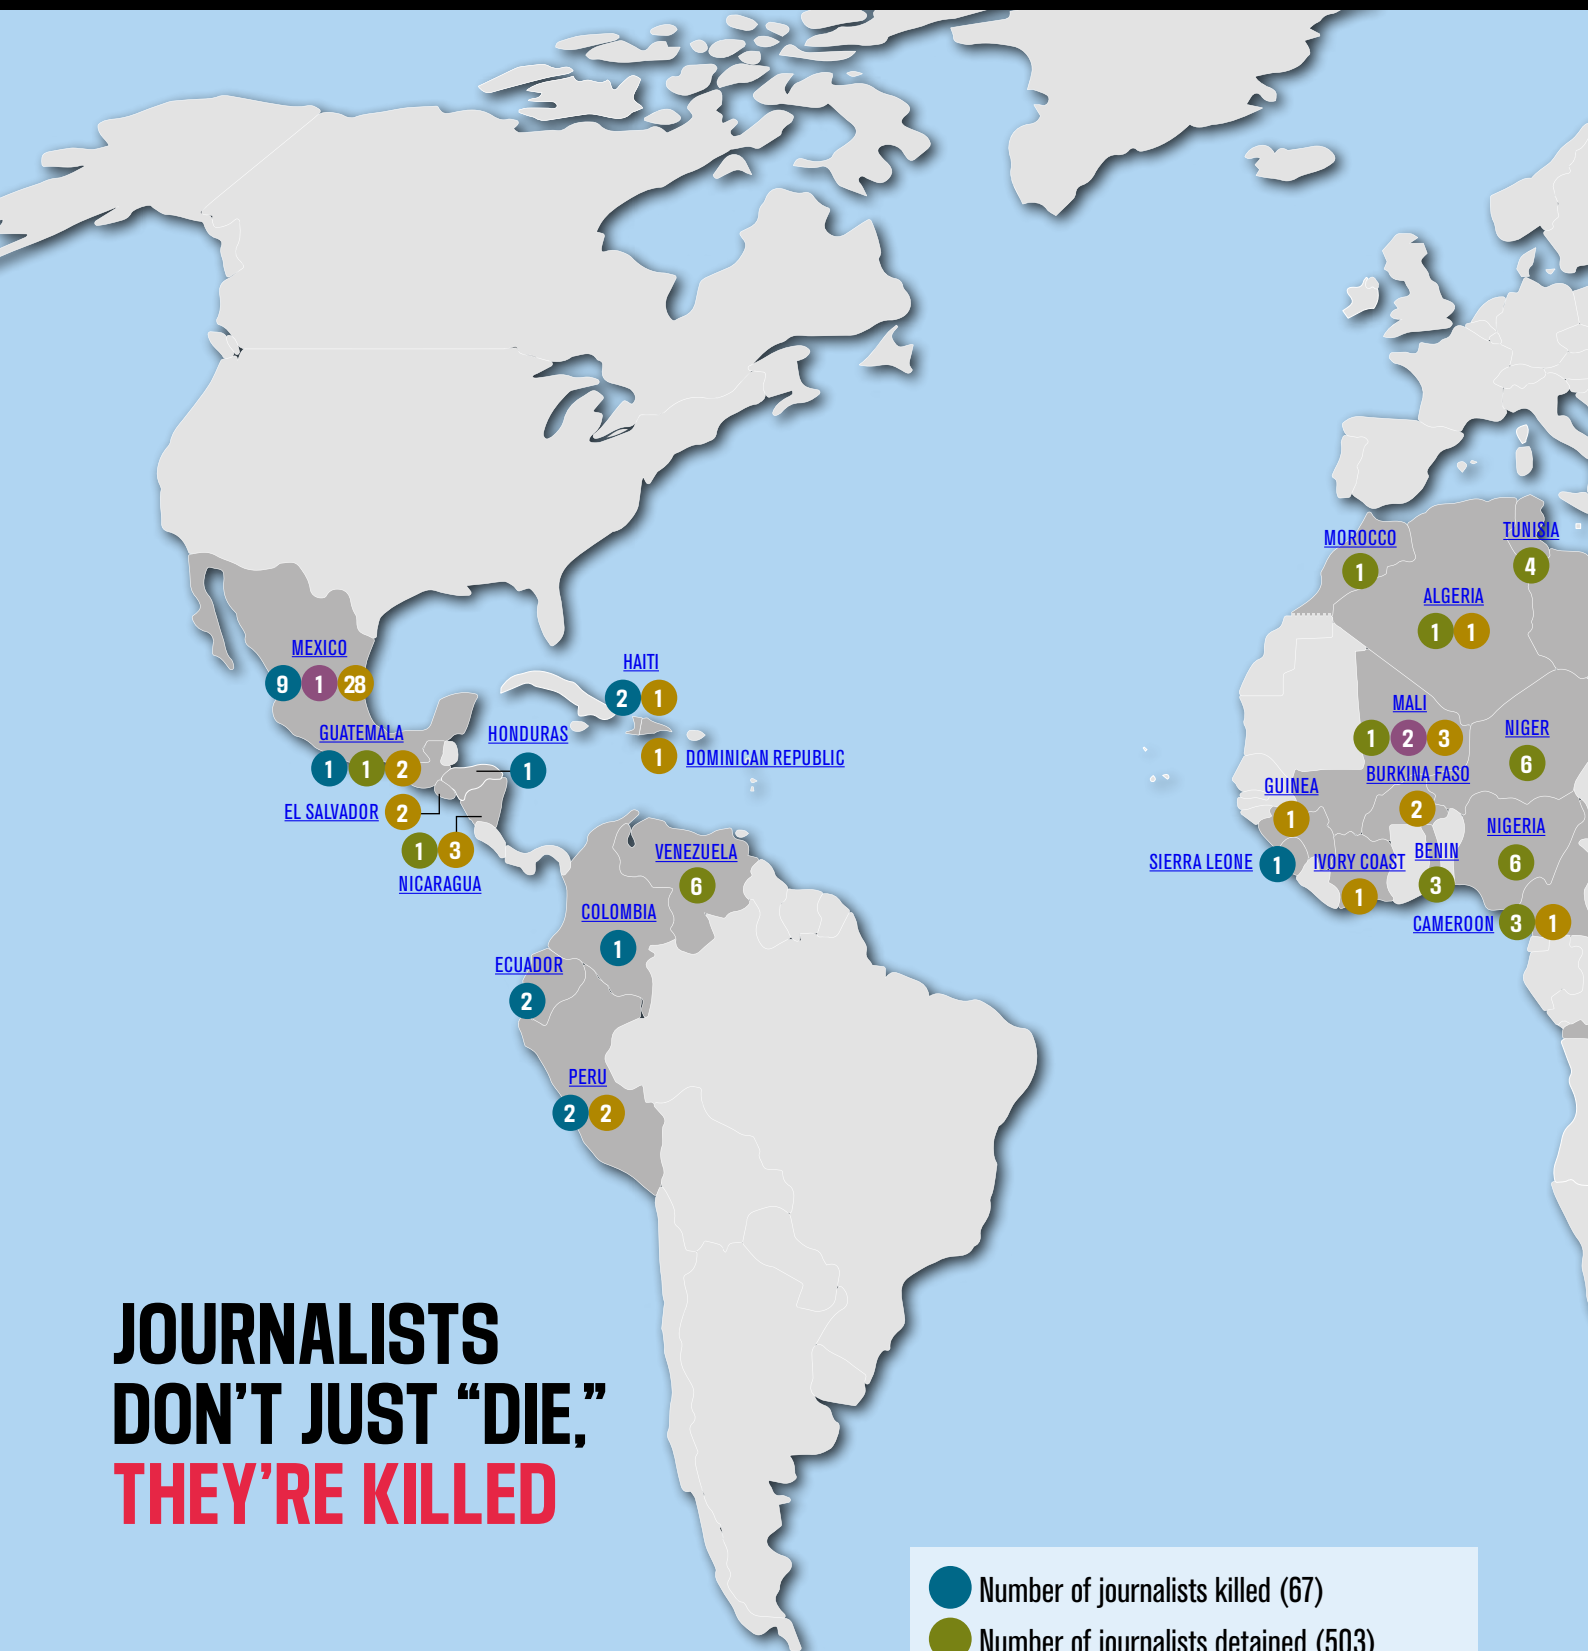 MOROCCO
1
TUNISIA
4
ALGERIA
1 1
MEXICO
9 1 28
HAITI
2 1
GUATEMALA
1 1 2
HONDURAS
1
1 DOMINICAN REPUBLIC
EL SALVADOR 2
1 3
NICARAGUA
MALI
1 2 3
NIGER
6
BURKINA FASO
2
GUINEA
1
NIGERIA
6
SIERRA LEONE 1
IVORY COAST
1
BENIN
3
CAMEROON 3 1
VENEZUELA
6
COLOMBIA
1
ECUADOR
2
PERU
2 2
JOURNALISTS
DON’T JUST “DIE,”
THEY’RE KILLED
Number of journalists killed (67)
Number of journalists detained (503)